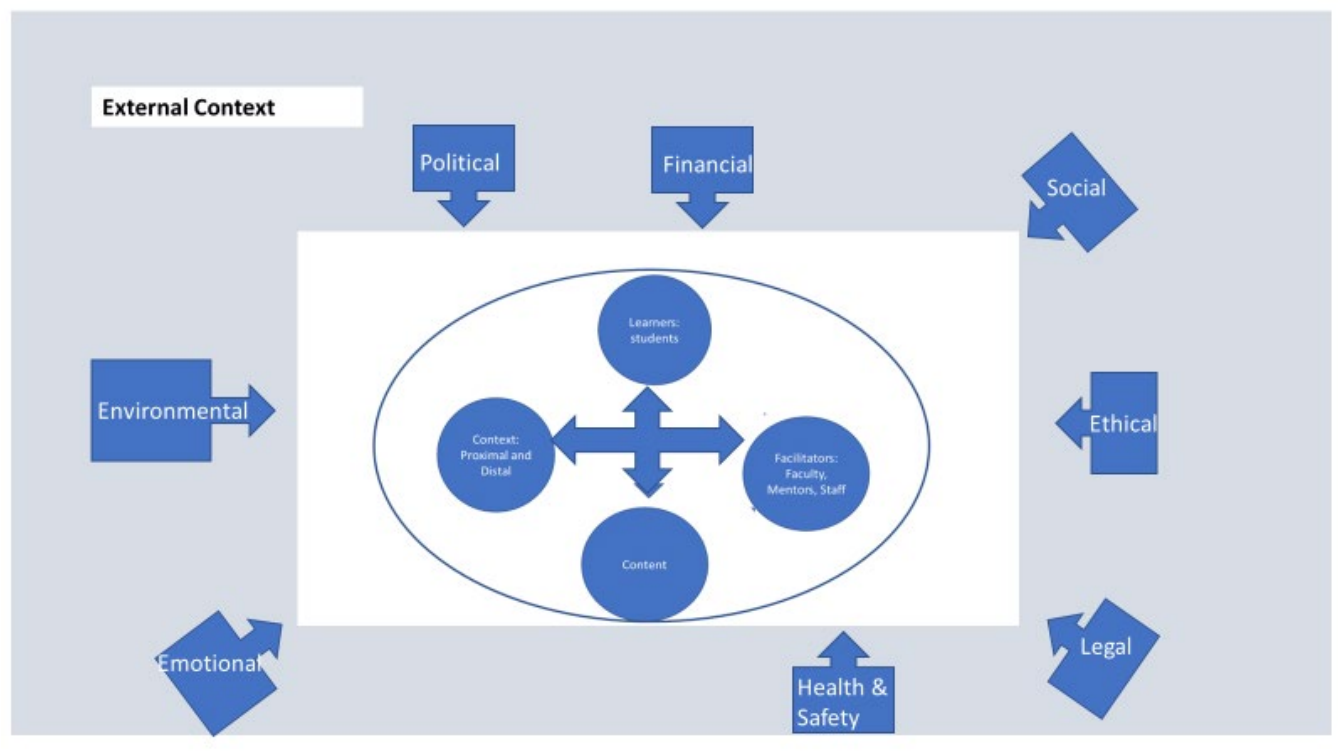 External Context
Political
Financial
Social
Learners:
students
Environmental
Context:
Proximal and
Distal
Facilitators:
Faculty,
Mentors, Staff
Ethical
Content
Emotional
Health &
Safety
Legal